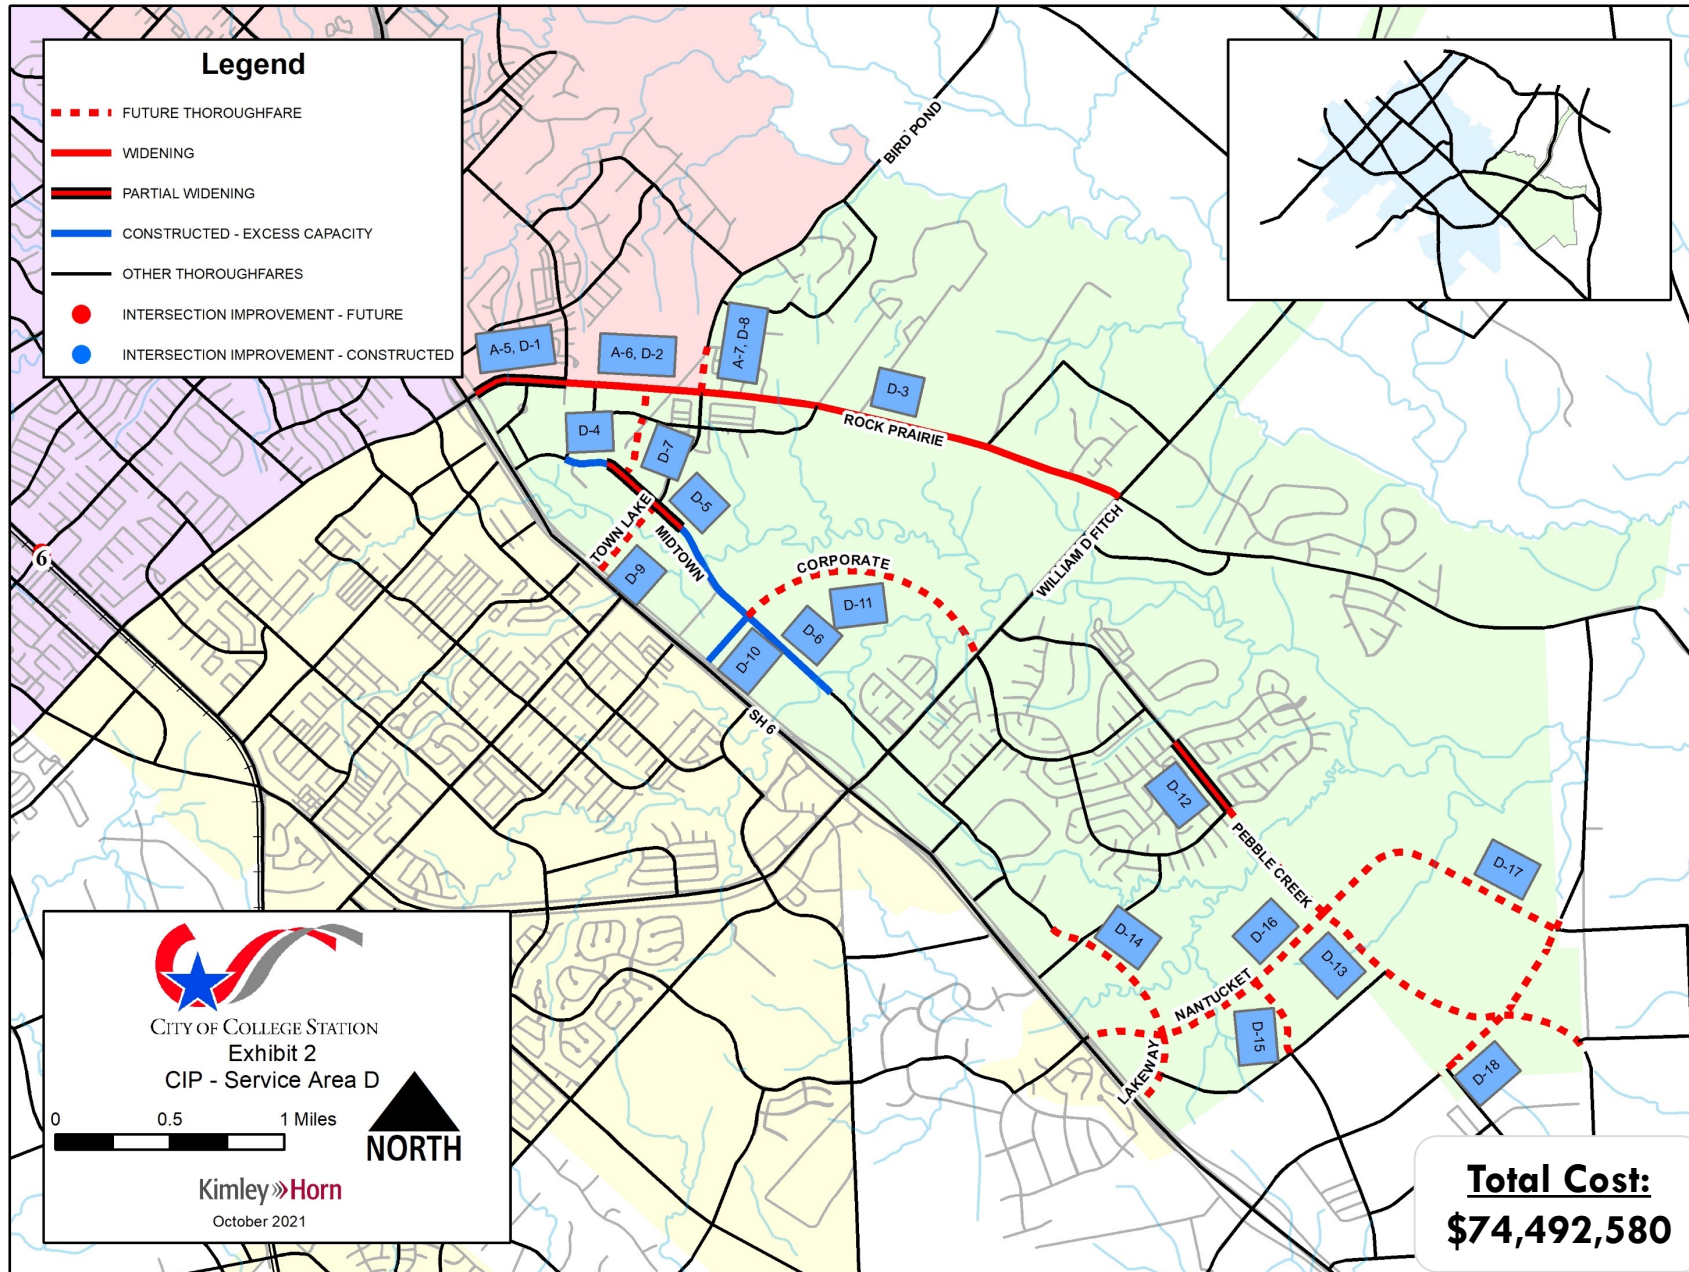 Legend
FUTURE THOROUGHFARE
WIDENING
PARTIAL WIDENING
CONSTRUCTED - EXCESS CAPACITY
OTHER THOROUGHFARES
INTERSECTION IMPROVEMENT - FUTURE
INTERSECTION IMPROVEMENT - CONSTRUCTED
BIRD POND
A-5, D-1
A-6, D-2
A-7, D-8
D-3
ROCK PRAIRIE
D-4
D-7
D-5
TOWN LAKE
MIDTOWN
D-9
CORPORATE
D-11
D-6
D-10
WILLIAM D FITCH
SH 6
6
D-12
PEBBLE CREEK
D-17
D-14
D-16
D-13
NANTUCKET
D-15
LAKEWAY
D-18
CITY OF COLLEGE STATION
Exhibit 2
CIP - Service Area D
0 0.5 1 Miles
NORTH
Kimley»Horn
October 2021
Total Cost:
$74,492,580